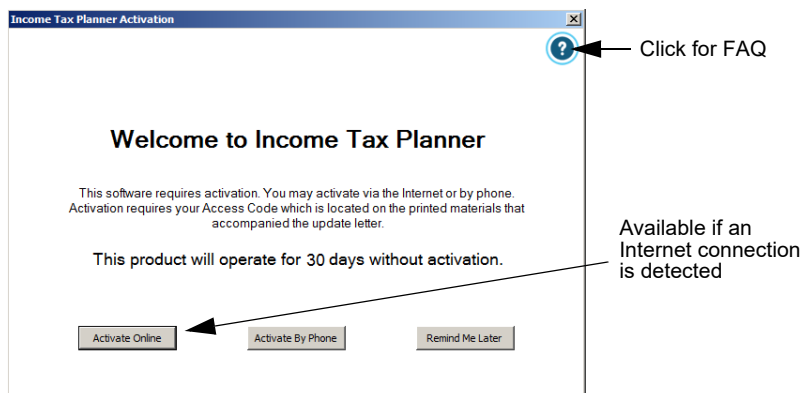 Income Tax Planner Activation
?
Click for FAQ
Welcome to Income Tax Planner
This software requires activation. You may activate via the Internet or by phone.
Activation requires your Access Code which is located on the printed materials that
accompanied the update letter.
Available if an
Internet connection
is detected
This product will operate for 30 days without activation.
Activate Online
Activate By Phone
Remind Me Later